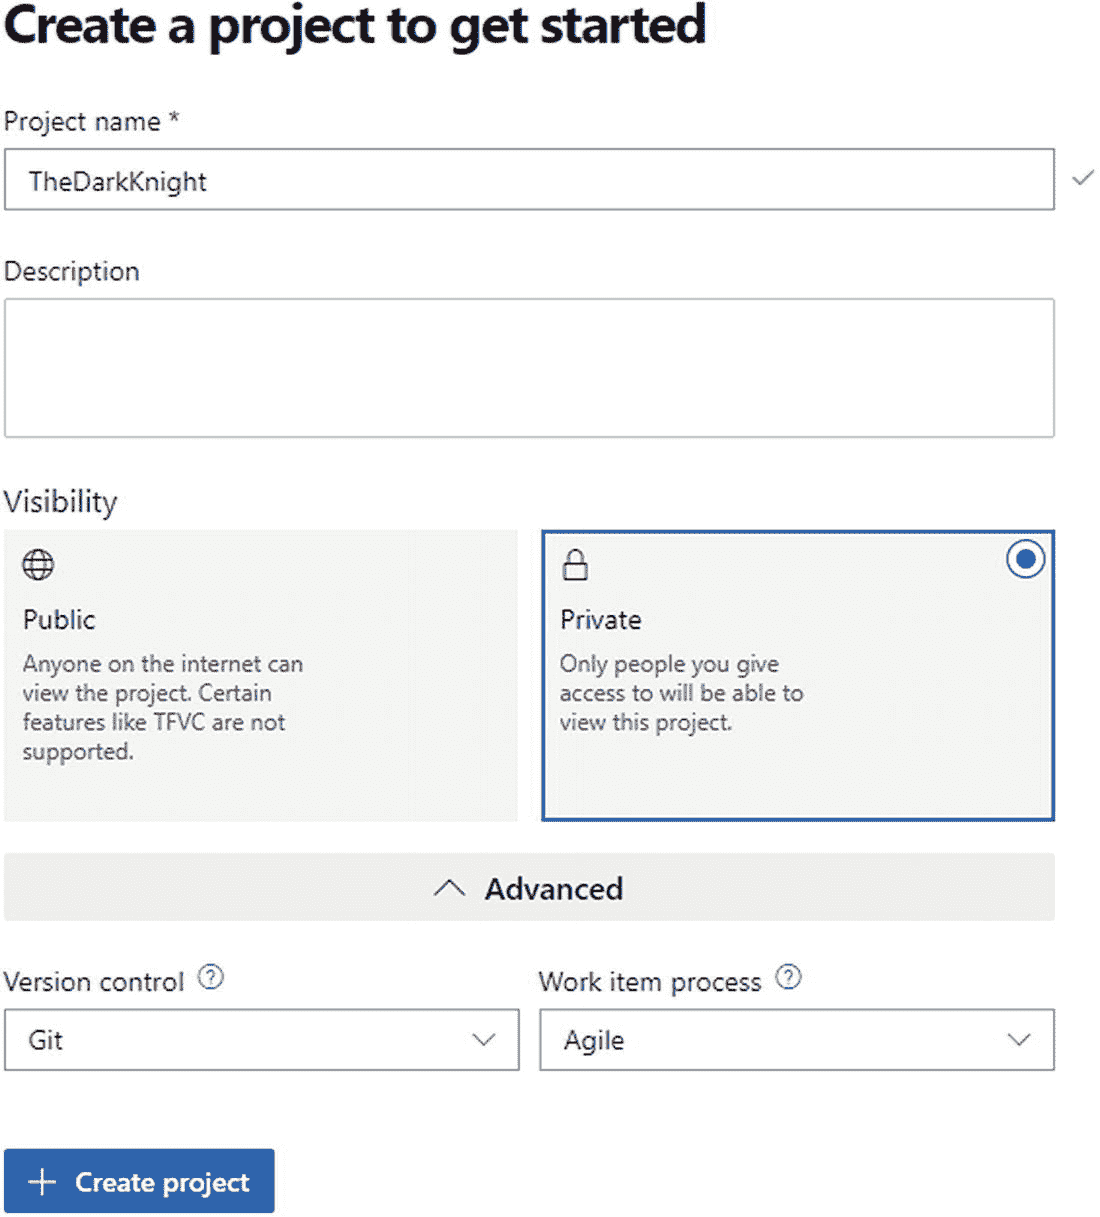 Create a project to get started
Project name *
TheDarkKnight
Description
Visibility
Public
Anyone on the internet can
view the project. Certain
features like TFVC are not
supported.
Private
Only people you give
access to will be able to
view this project.
Advanced
Version control ?
Git
Work item process ?
Agile
+ Create project